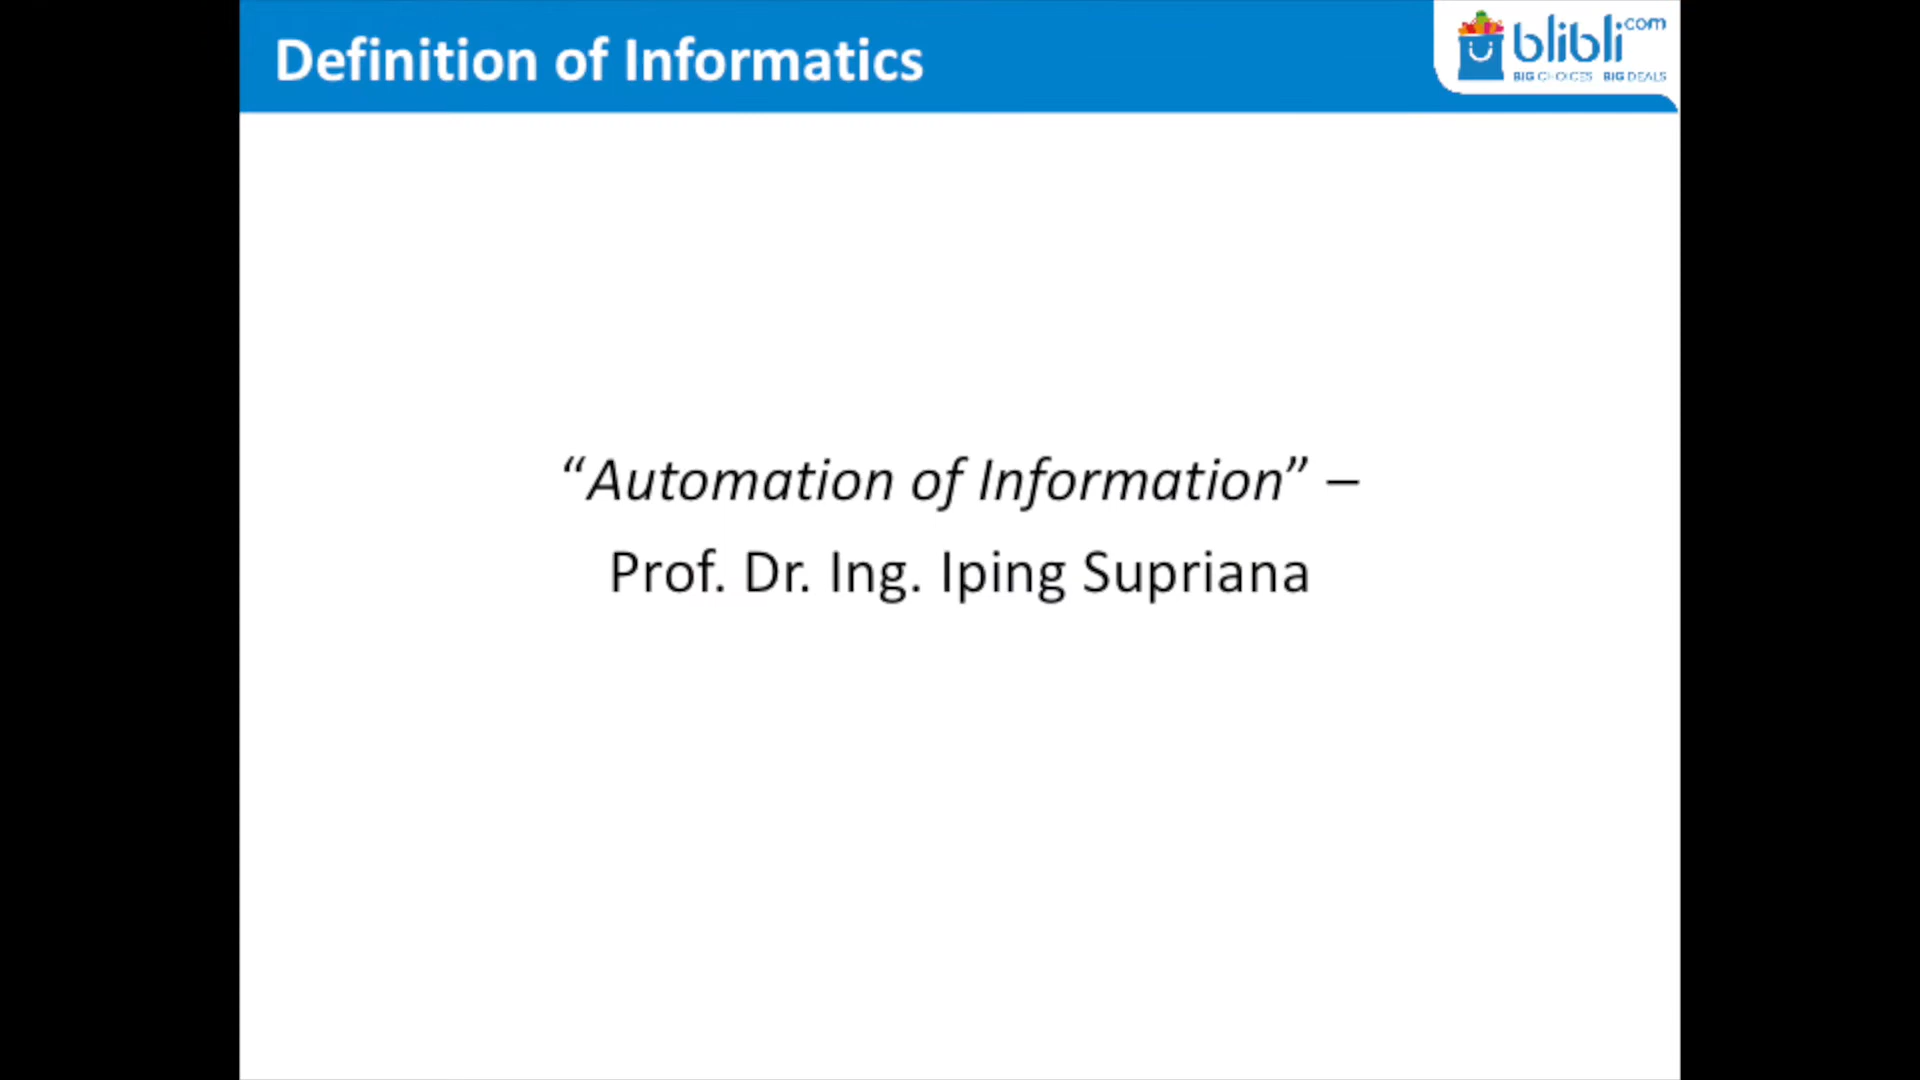 Definition of Informatics
blibli.com
BIG CHOICES BIG DEALS
“Automation of Information” –
Prof. Dr. Ing. Iping Supriana